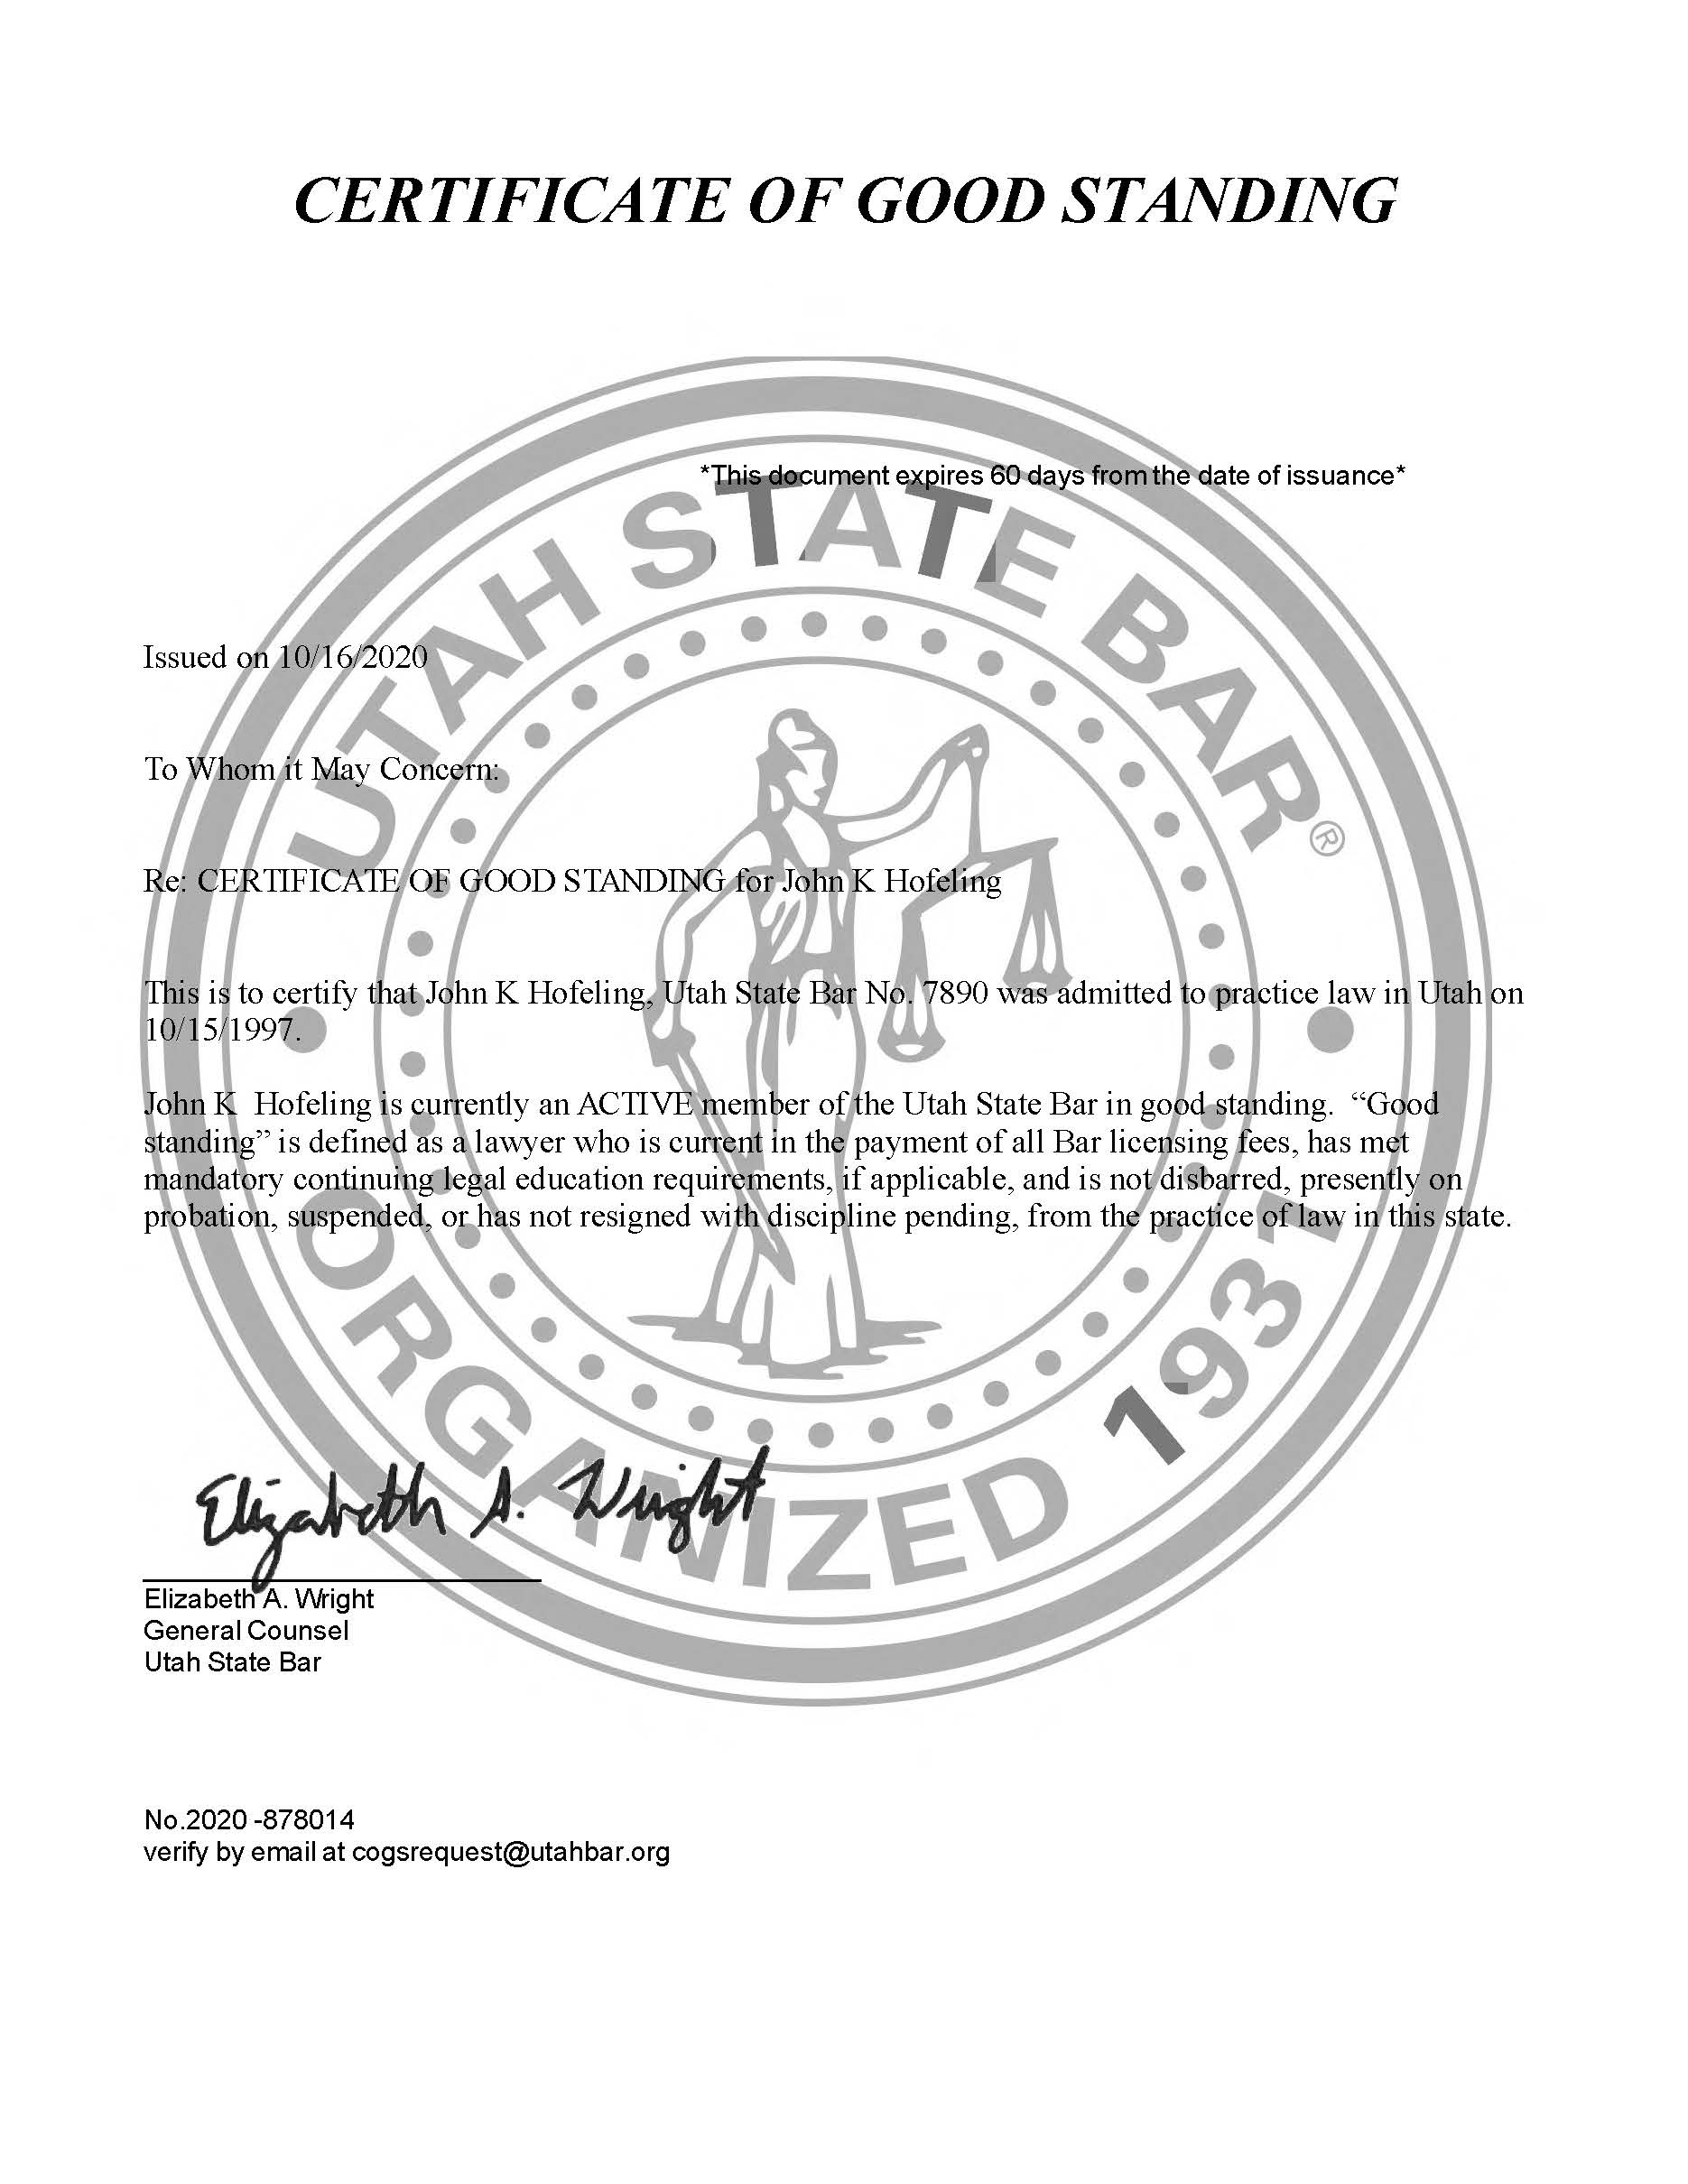 CERTIFICATE OF GOOD STANDING
*This document expires 60 days from the date of issuance*
UTAH STATE BAR ®
Issued on 10/16/2020
To Whom it May Concern:
Re: CERTIFICATE OF GOOD STANDING for John K Hofeling
This is to certify that John K Hofeling, Utah State Bar No. 7890 was admitted to practice law in Utah on
10/15/1997.
John K  Hofeling is currently an ACTIVE member of the Utah State Bar in good standing.  “Good
standing” is defined as a lawyer who is current in the payment of all Bar licensing fees, has met
mandatory continuing legal education requirements, if applicable, and is not disbarred, presently on
probation, suspended, or has not resigned with discipline pending, from the practice of law in this state.
ORGANIZED 1931
Elizabeth A. Wright
Elizabeth A. Wright
General Counsel
Utah State Bar
No.2020 -878014
verify by email at cogsrequest@utahbar.org